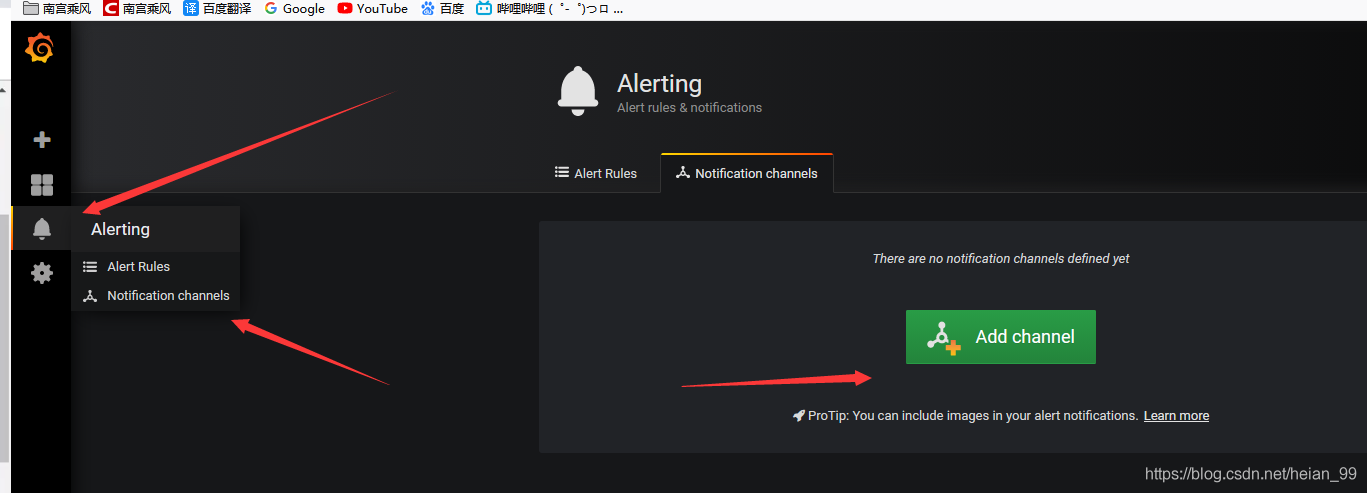 南宫乘风 C 南宫乘风 译 百度翻译 G Google YouTube 百度 哔哩哔哩 ( ゜- ゜)つロ ...
Alerting
Alert rules & notifications
Alert Rules Notification channels
Alerting
Alert Rules
Notification channels
There are no notification channels defined yet
Add channel
ProTip: You can include images in your alert notifications. Learn more
https://blog.csdn.net/heian_99